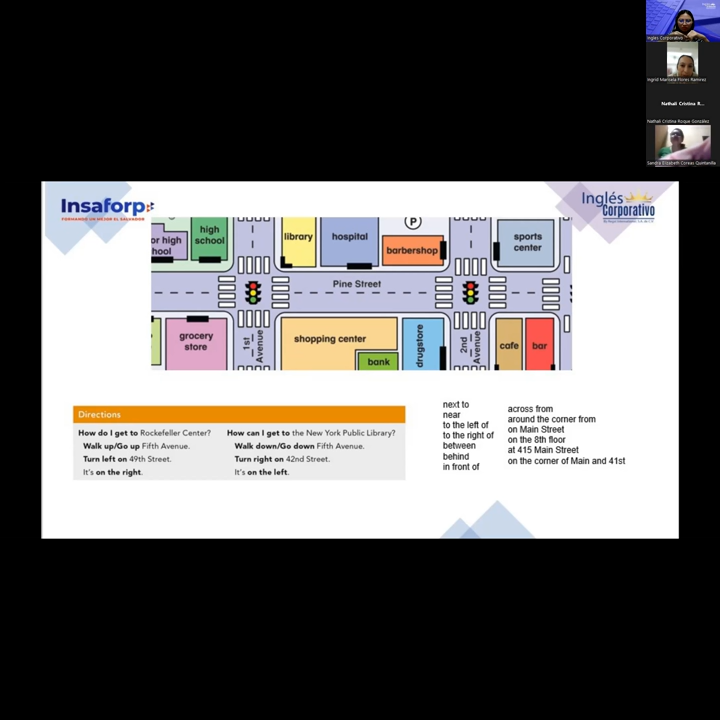 Inglés Corporativo
Ingrid Maricela Flores Ramirez
Nathali Cristina R...
Nathali Cristina Roque González
Sandra Elizabeth Coreas Quintanilla
Insaforp
FORMANDO UN MEJOR EL SALVADOR
Inglés
Corporativo
or high
hool
high
school
library
hospital
P
barbershop
sports
center
Pine Street
grocery
store
1st
Avenue
shopping center
bank
drugstore
2nd
Avenue
cafe
bar
Directions
How do I get to Rockefeller Center?
Walk up/Go up Fifth Avenue.
Turn left on 49th Street.
It's on the right.
How can I get to the New York Public Library?
Walk down/Go down Fifth Avenue.
Turn right on 42nd Street.
It's on the left.
next to
near
to the left of
to the right of
between
behind
in front of
across from
around the corner from
on Main Street
on the 8th floor
at 415 Main Street
on the corner of Main and 41st